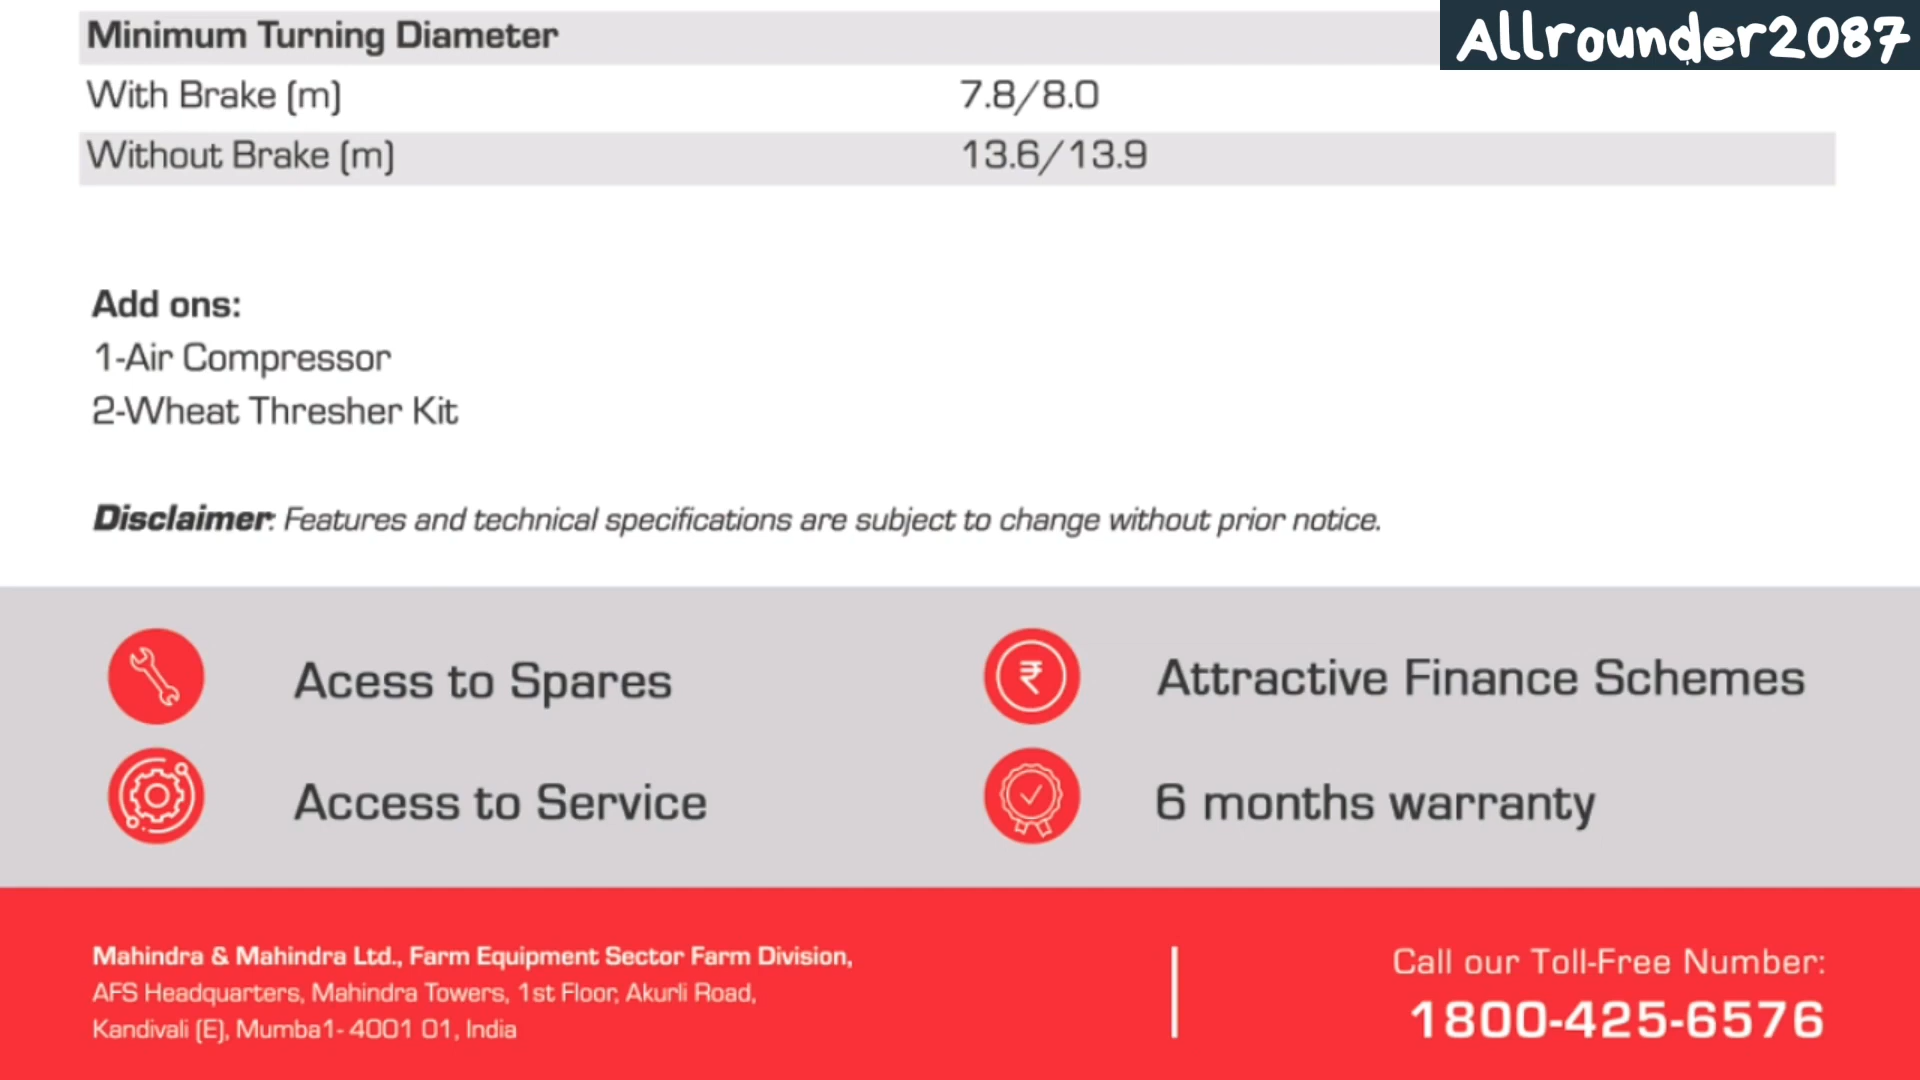 Allrounder2087
Minimum Turning Diameter
With Brake (m) 7.8/8.0
Without Brake (m) 13.6/13.9
Add ons:
1-Air Compressor
2-Wheat Thresher Kit
Disclaimer: Features and technical specifications are subject to change without prior notice.
Acess to Spares
Attractive Finance Schemes
Access to Service
6 months warranty
Mahindra & Mahindra Ltd., Farm Equipment Sector Farm Division,
AFS Headquarters, Mahindra Towers, 1st Floor, Akurli Road,
Kandivali (E), Mumba1- 4001 01, India
Call our Toll-Free Number:
1800-425-6576